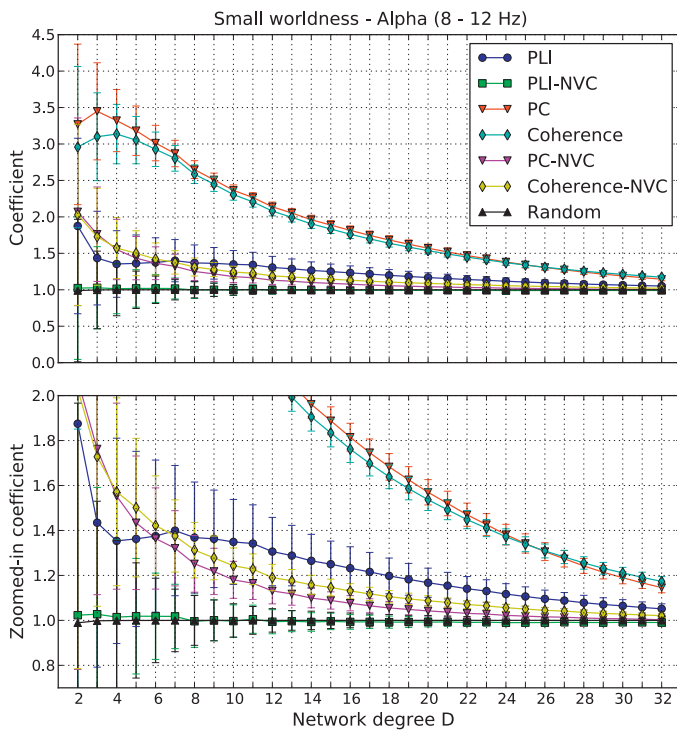 Small worldness - Alpha (8 - 12 Hz)
4.5
4.0
3.5
3.0
2.5
2.0
1.5
1.0
0.5
0.0
Coefficient
PLI
PLI-NVC
PC
Coherence
PC-NVC
Coherence-NVC
Random
2.0
1.8
1.6
1.4
1.2
1.0
0.8
Zoomed-in coefficient
2 4 6 8 10 12 14 16 18 20 22 24 26 28 30 32
Network degree D